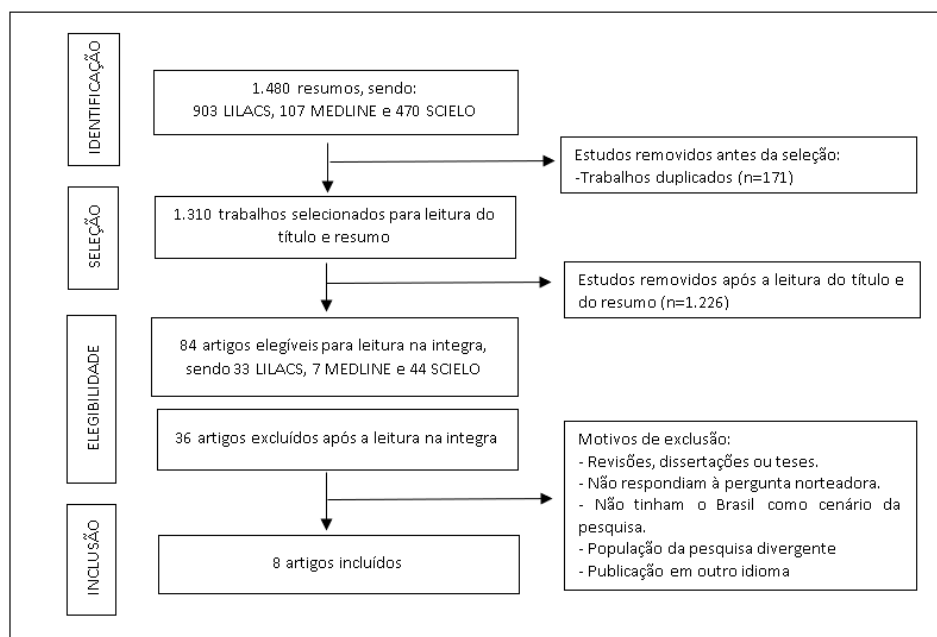 IDENTIFICAÇÃO
1.480 resumos, sendo:
903 LILACS, 107 MEDLINE e 470 SCIELO
Estudos removidos antes da seleção:
-Trabalhos duplicados (n=171)
SELEÇÃO
1.310 trabalhos selecionados para leitura do
título e resumo
Estudos removidos após a leitura do título e
do resumo (n=1.226)
ELEGIBILIDADE
84 artigos elegíveis para leitura na integra,
sendo 33 LILACS, 7 MEDLINE e 44 SCIELO
36 artigos excluídos após a leitura na integra
Motivos de exclusão:
- Revisões, dissertações ou teses.
- Não respondiam à pergunta norteadora.
- Não tinham o Brasil como cenário da
pesquisa.
- População da pesquisa divergente
- Publicação em outro idioma
INCLUSÃO
8 artigos incluídos